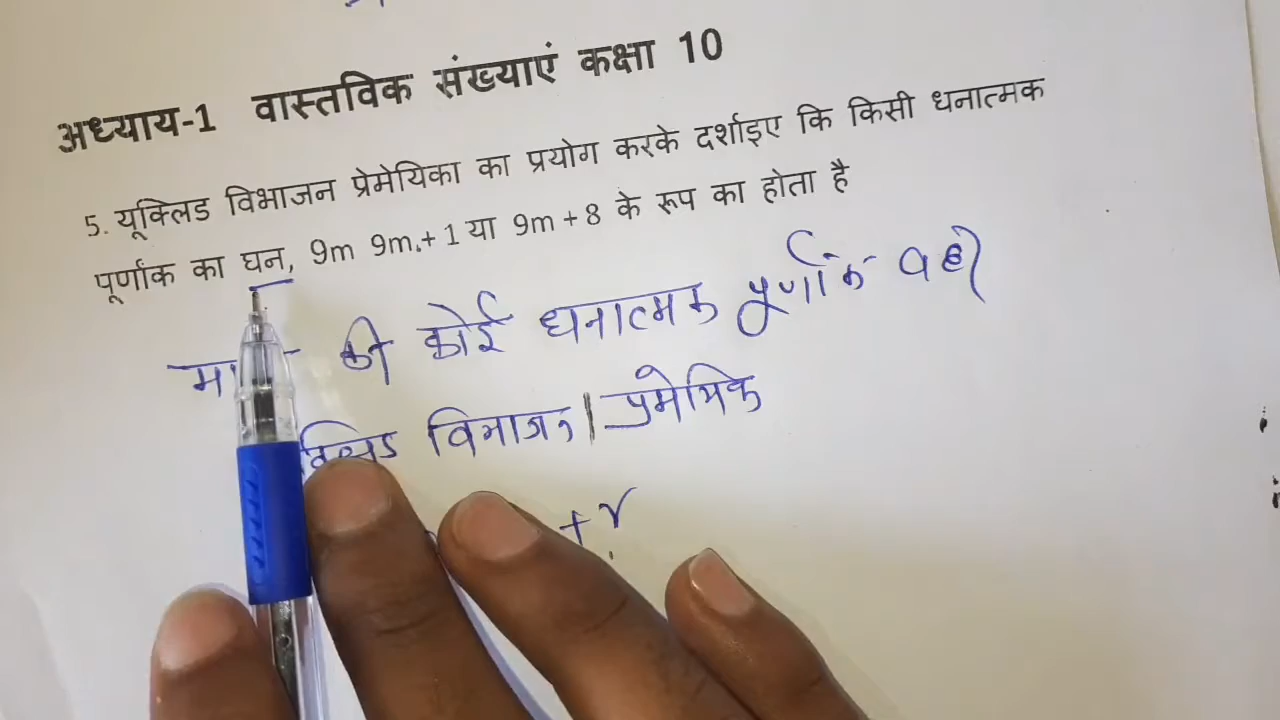 अध्याय-1 वास्तविक संख्याएं कक्षा 10
5. यूक्लिड विभाजन प्रेमेयिका का प्रयोग करके दर्शाइए कि किसी धनात्मक
पूर्णांक का घन, 9m 9m.+ 1 या 9m + 8 के रूप का होता है
की कोई धनात्मक पूर्णांक a हो
विभाजन प्रमेयिक
+ r